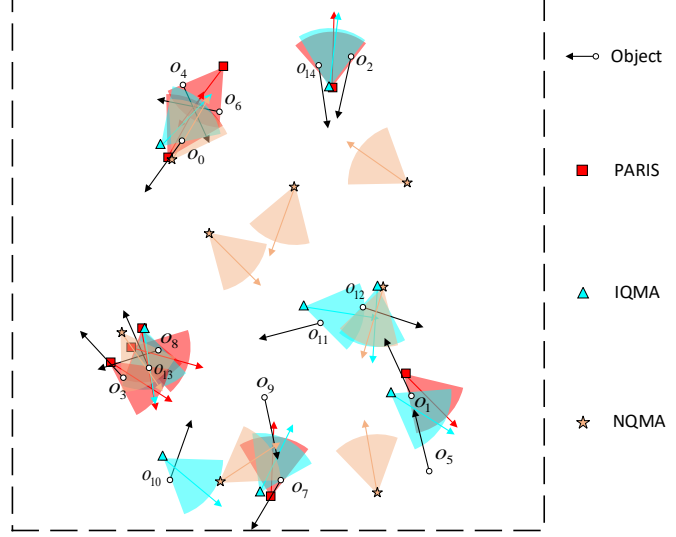 O4
O14
O2
O6
O0
O12
O11
O8
O13
O3
O9
O1
O5
O10
O7
Object
PARIS
IQMA
NQMA